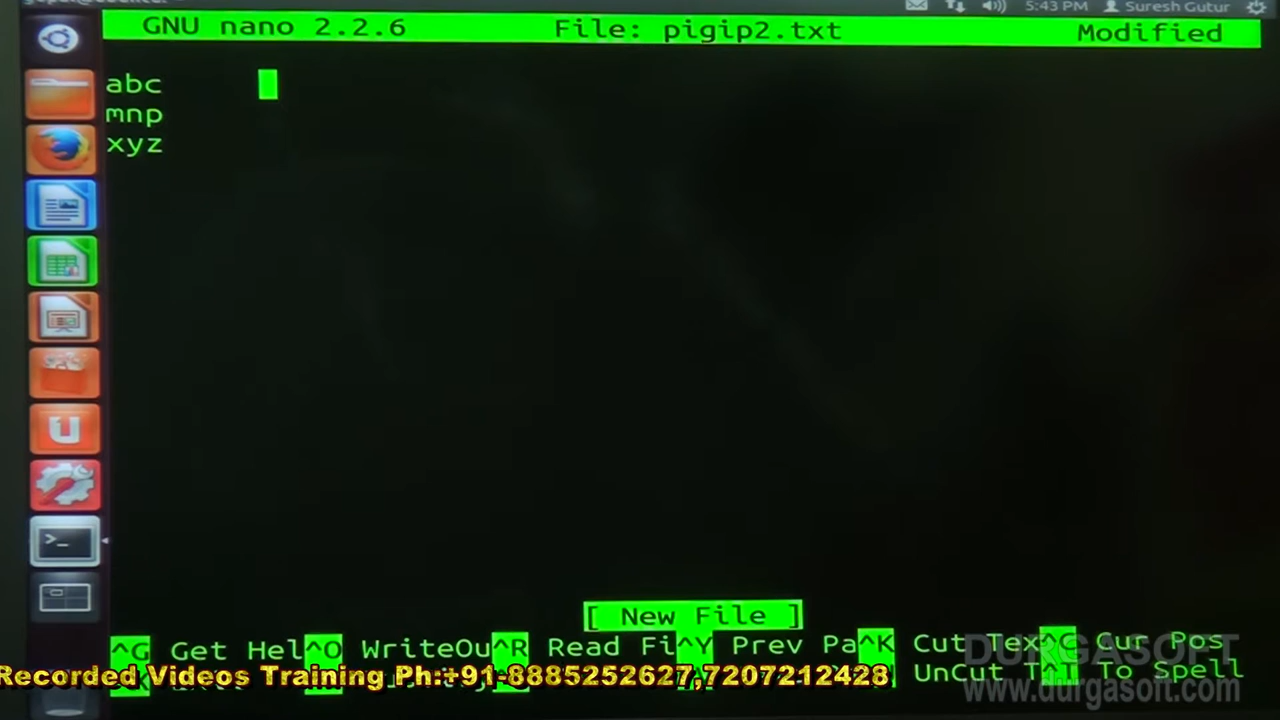 5:43 PM Suresh Gutur
GNU nano 2.2.6 File: pigip2.txt Modified
abc
mnp
xyz
[ New File ]
^G Get Hel^O WriteOu^R Read Fi^Y Prev Pa^K Cut Tex^C Cur Pos
UnCut T^T To Spell
Recorded Videos Training Ph:+91-8885252627,7207212428
DURGASOFT
www.durgasoft.com